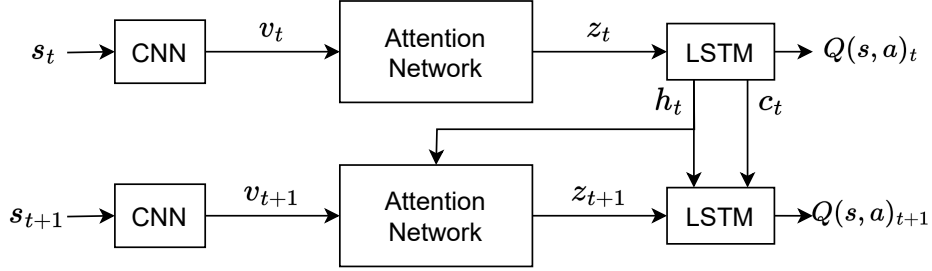 s_t CNN v_t Attention Network z_t LSTM Q(s, a)_t
h_t c_t
s_{t+1} CNN v_{t+1} Attention Network z_{t+1} LSTM Q(s, a)_{t+1}